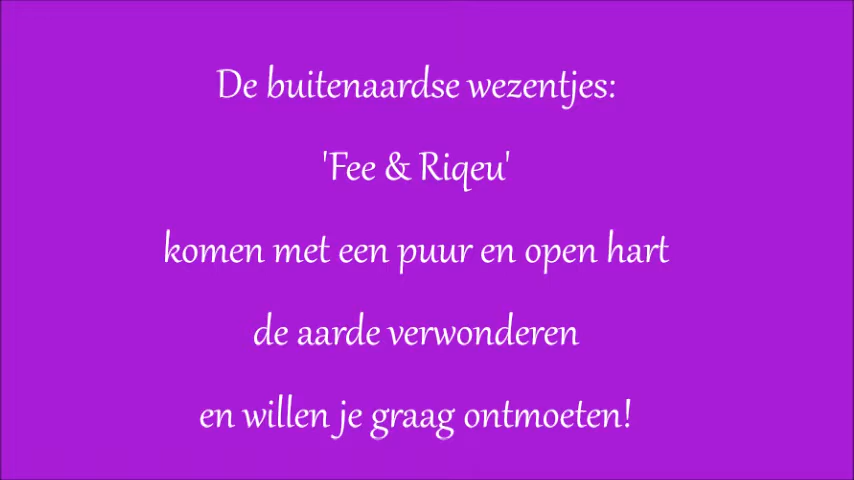 De buitenaardse wezentjes:
'Fee & Riqeu'
komen met een puur en open hart
de aarde verwonderen
en willen je graag ontmoeten!